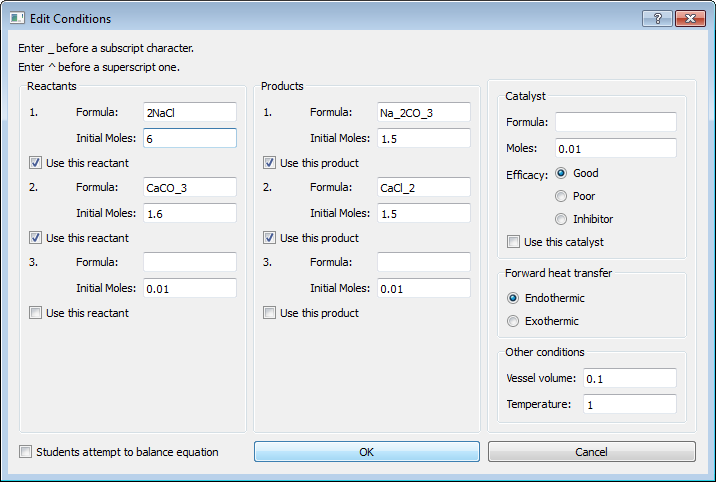 Edit Conditions
Enter _ before a subscript character.
Enter ^ before a superscript one.
Reactants
1. Formula: 2NaCl
Initial Moles: 6
Use this reactant
2. Formula: CaCO_3
Initial Moles: 1.6
Use this reactant
3. Formula:
Initial Moles: 0.01
Use this reactant
Products
1. Formula: Na_2CO_3
Initial Moles: 1.5
Use this product
2. Formula: CaCl_2
Initial Moles: 1.5
Use this product
3. Formula:
Initial Moles: 0.01
Use this product
Catalyst
Formula:
Moles: 0.01
Efficacy: Good
Poor
Inhibitor
Use this catalyst
Forward heat transfer
Endothermic
Exothermic
Other conditions
Vessel volume: 0.1
Temperature: 1
Students attempt to balance equation
OK
Cancel